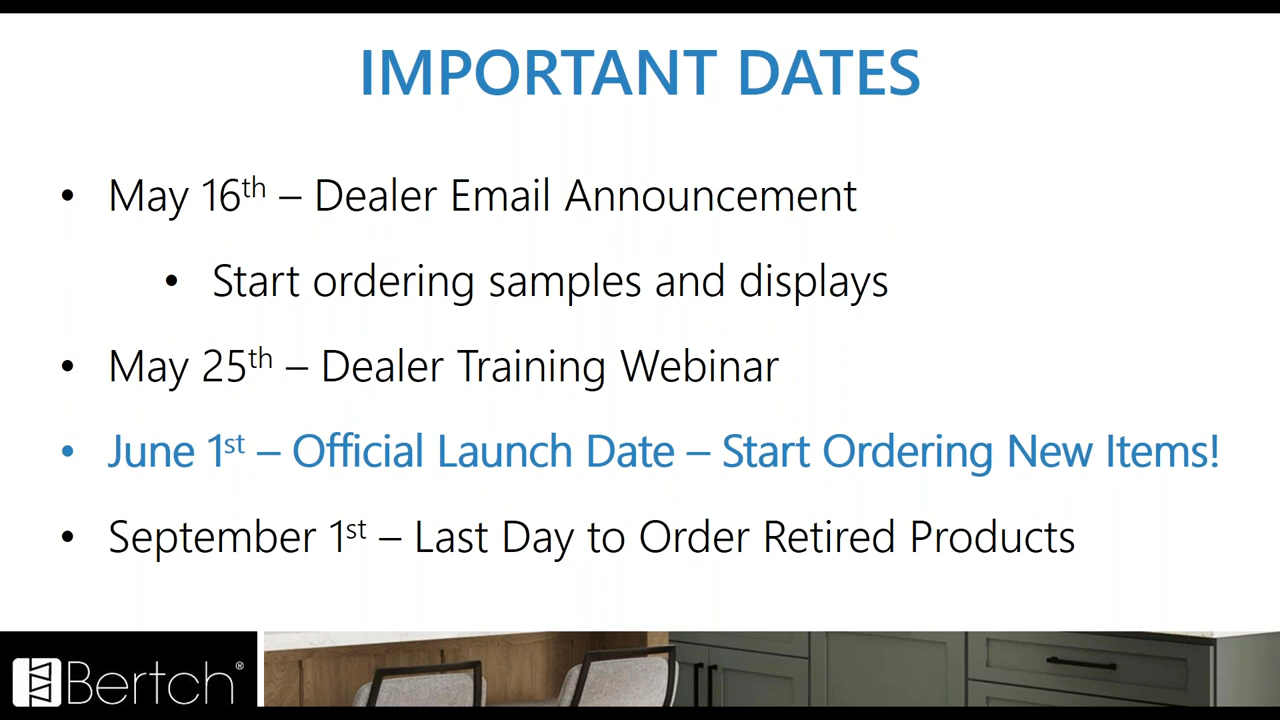 IMPORTANT DATES
• May 16th – Dealer Email Announcement
• Start ordering samples and displays
• May 25th – Dealer Training Webinar
• June 1st – Official Launch Date – Start Ordering New Items!
• September 1st – Last Day to Order Retired Products
Bertch®